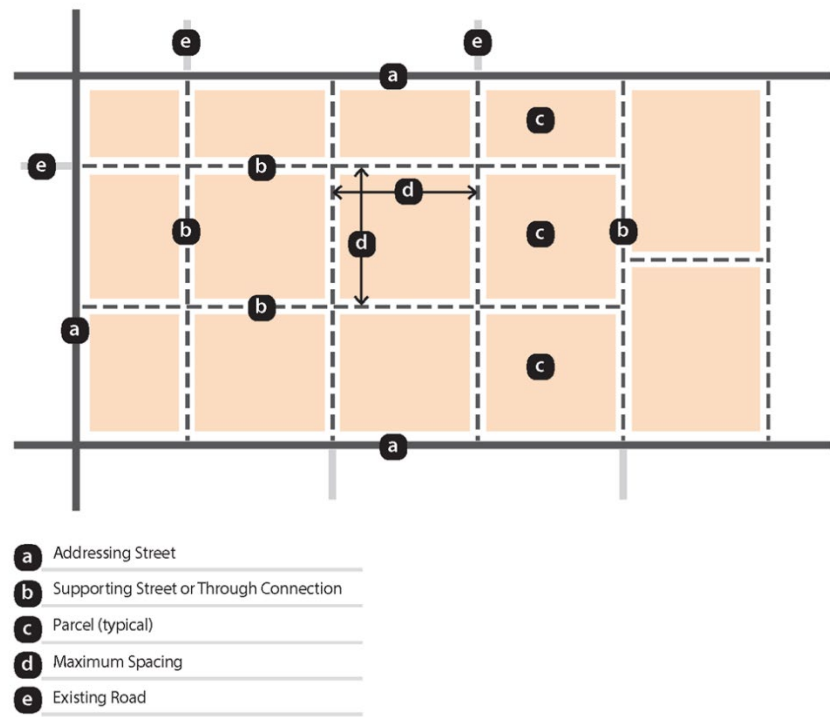 e e
a
c
e b
d
b d c b
b
a
c
a
a Addressing Street
b Supporting Street or Through Connection
c Parcel (typical)
d Maximum Spacing
e Existing Road